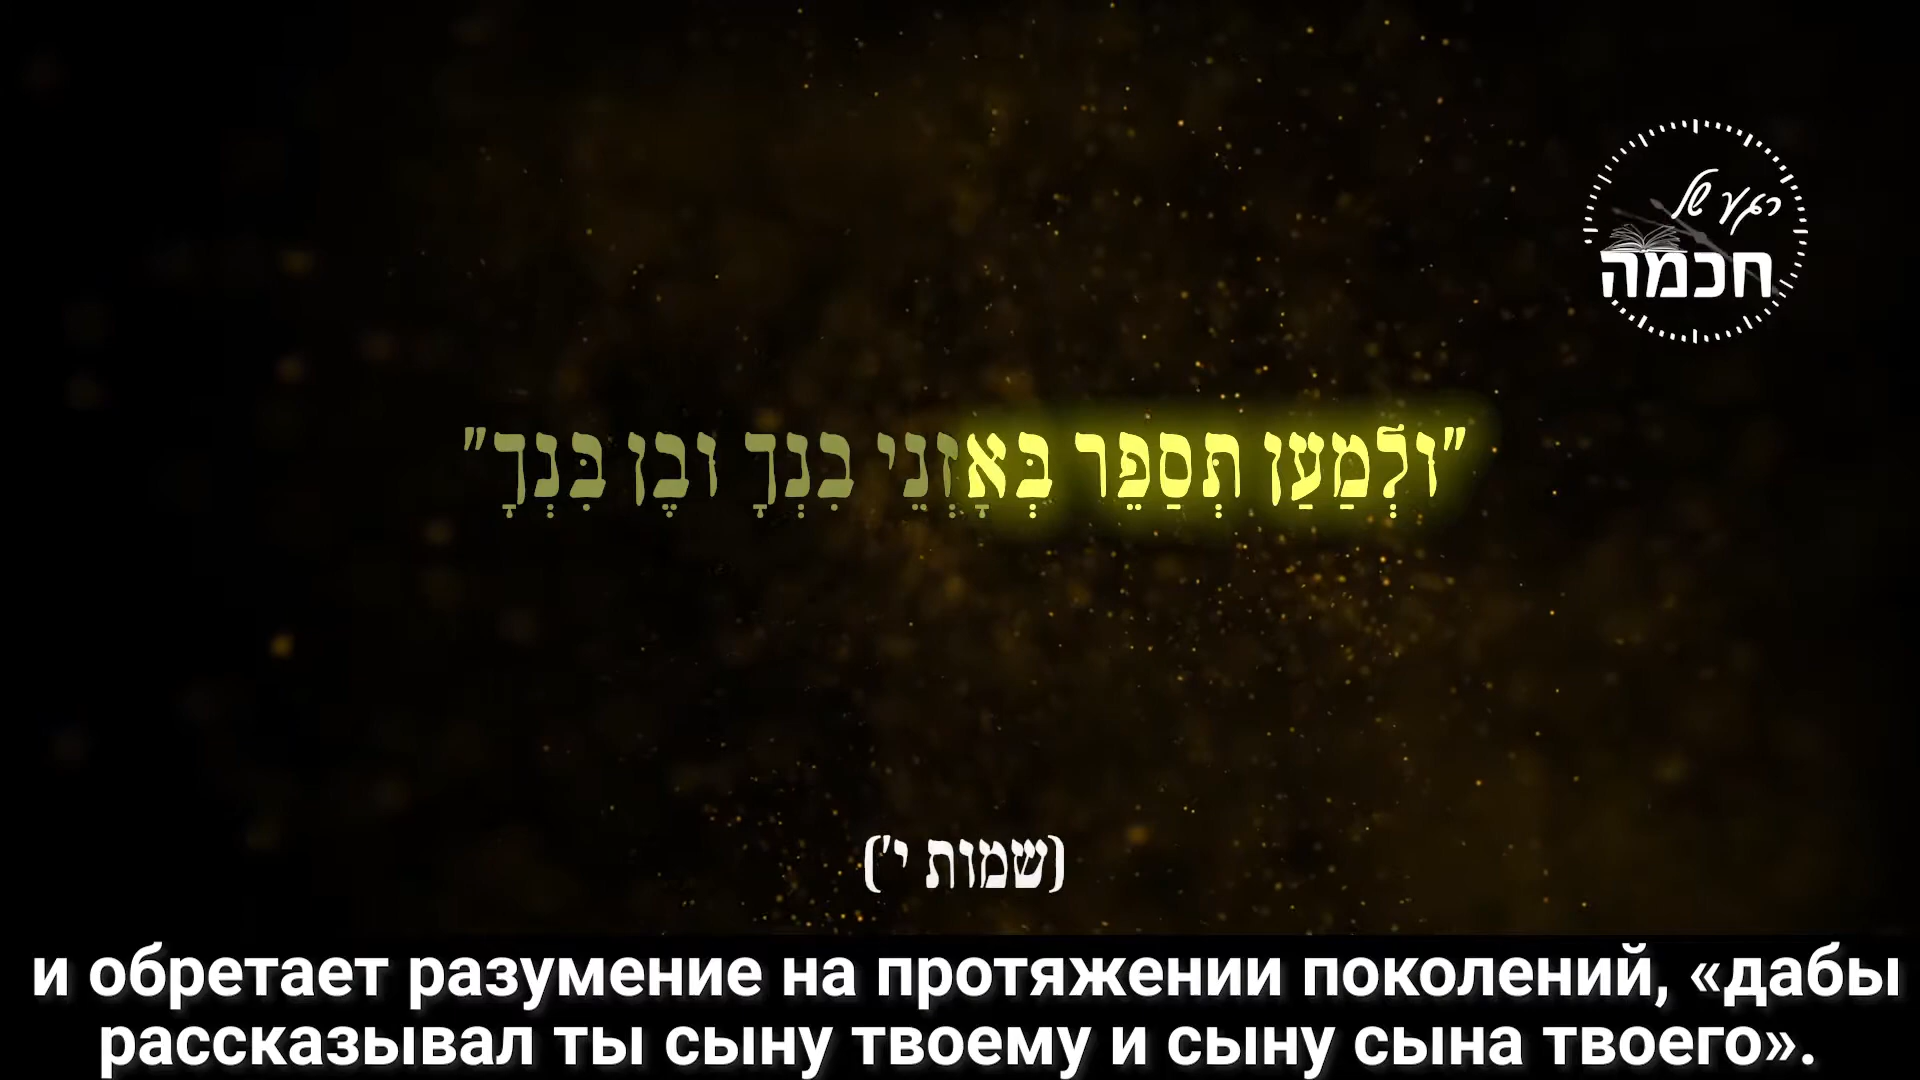 רגע של
חכמה
"וּלְמַעַן תְּסַפֵּר בְּאָזְנֵי בִנְךָ וּבֶן בִּנְךָ"
(שמות י')
и обретает разумение на протяжении поколений, «дабы
рассказывал ты сыну твоему и сыну сына твоего».